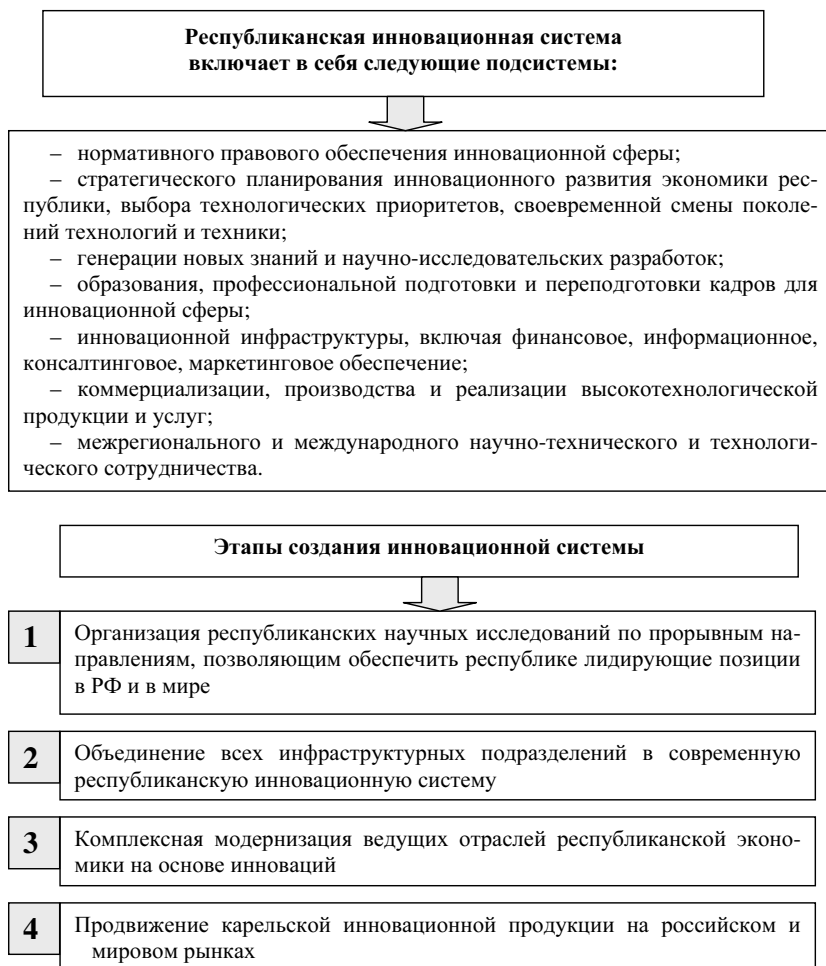 Республиканская инновационная система
включает в себя следующие подсистемы:
– нормативного правового обеспечения инновационной сферы;
– стратегического планирования инновационного развития экономики рес-
публики, выбора технологических приоритетов, своевременной смены поколе-
ний технологий и техники;
– генерации новых знаний и научно-исследовательских разработок;
– образования, профессиональной подготовки и переподготовки кадров для
инновационной сферы;
– инновационной инфраструктуры, включая финансовое, информационное,
консалтинговое, маркетинговое обеспечение;
– коммерциализации, производства и реализации высокотехнологической
продукции и услуг;
– межрегионального и международного научно-технического и технологи-
ческого сотрудничества.
Этапы создания инновационной системы
1 Организация республиканских научных исследований по прорывным на-
правлениям, позволяющим обеспечить республике лидирующие позиции
в РФ и в мире
2 Объединение всех инфраструктурных подразделений в современную
республиканскую инновационную систему
3 Комплексная модернизация ведущих отраслей республиканской эконо-
мики на основе инноваций
4 Продвижение карельской инновационной продукции на российском и
мировом рынках